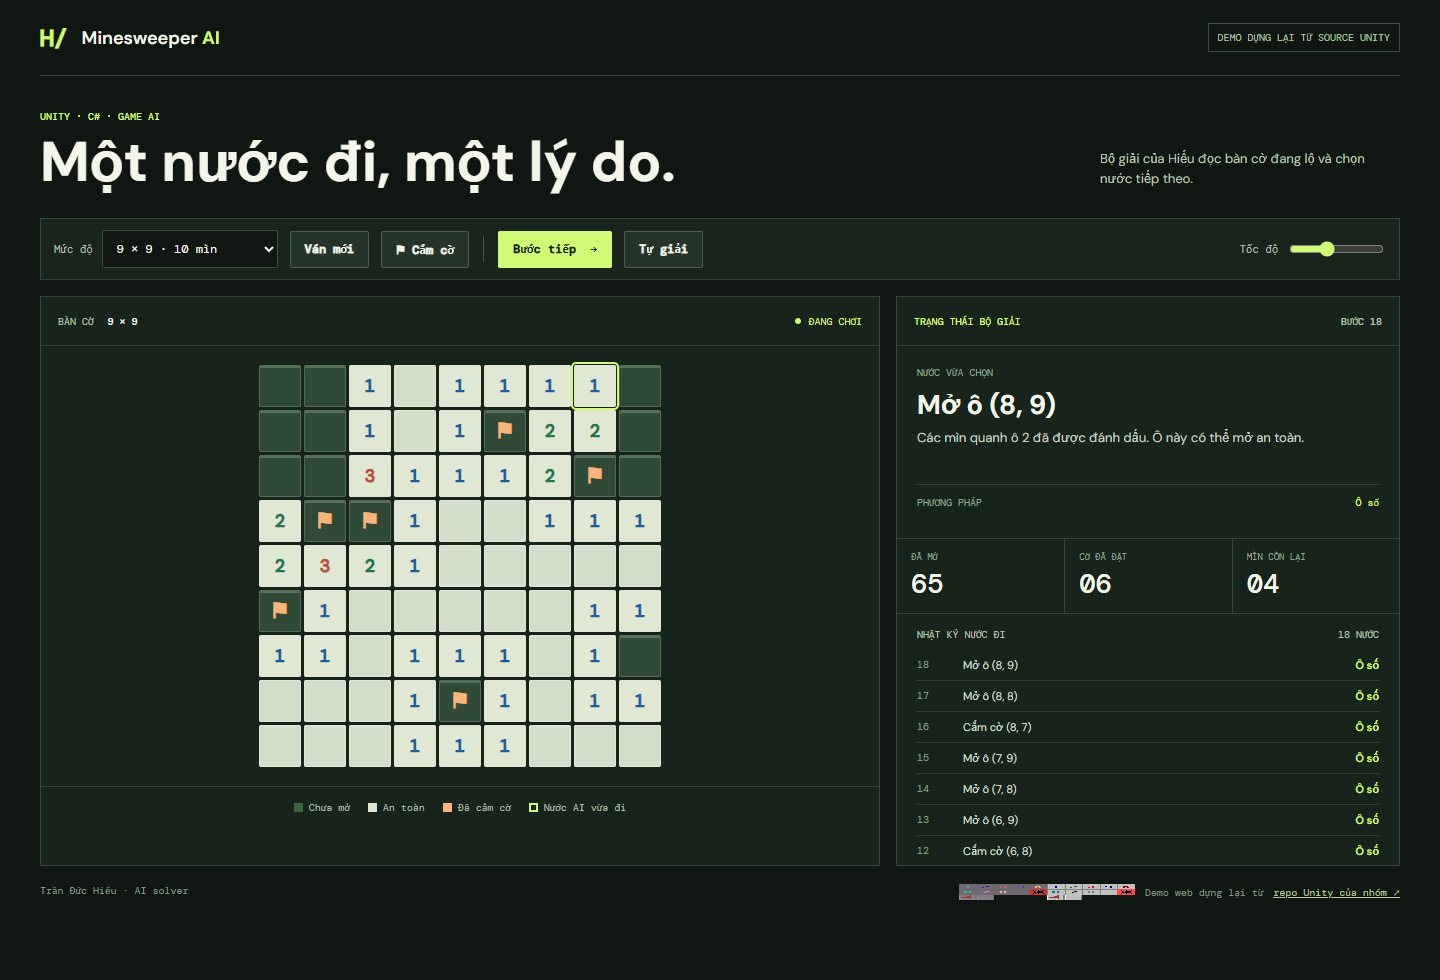 H/ Minesweeper AI
DEMO DỰNG LẠI TỪ SOURCE UNITY
UNITY · C# · GAME AI
Một nước đi, một lý do.
Bộ giải của Hiếu đọc bàn cờ đang lộ và chọn
nước tiếp theo.
Mức độ 9 × 9 · 10 mìn Ván mới ⚑ Cắm cờ Bước tiếp → Tự giải Tốc độ
BÀN CỜ 9 × 9 ĐANG CHƠI
1 1 1 1 1
1 1 2 2
3 1 1 1 2
2 1 1 1 1
2 3 2 1
1 1 1
1 1 1 1 1 1
1 1 1 1
1 1 1
Chưa mở An toàn Đã cắm cờ Nước AI vừa đi
TRẠNG THÁI BỘ GIẢI BƯỚC 18
NƯỚC VỪA CHỌN
Mở ô (8, 9)
Các mìn quanh ô 2 đã được đánh dấu. Ô này có thể mở an toàn.
PHƯƠNG PHÁP Ô số
ĐÃ MỞ CỜ ĐÃ ĐẶT MÌN CÒN LẠI
65 06 04
NHẬT KÝ NƯỚC ĐI 18 NƯỚC
18 Mở ô (8, 9) Ô số
17 Mở ô (8, 8) Ô số
16 Cắm cờ (8, 7) Ô số
15 Mở ô (7, 9) Ô số
14 Mở ô (7, 8) Ô số
13 Mở ô (6, 9) Ô số
12 Cắm cờ (6, 8) Ô số
Trần Đức Hiếu · AI solver
Demo web dựng lại từ repo Unity của nhóm ↗